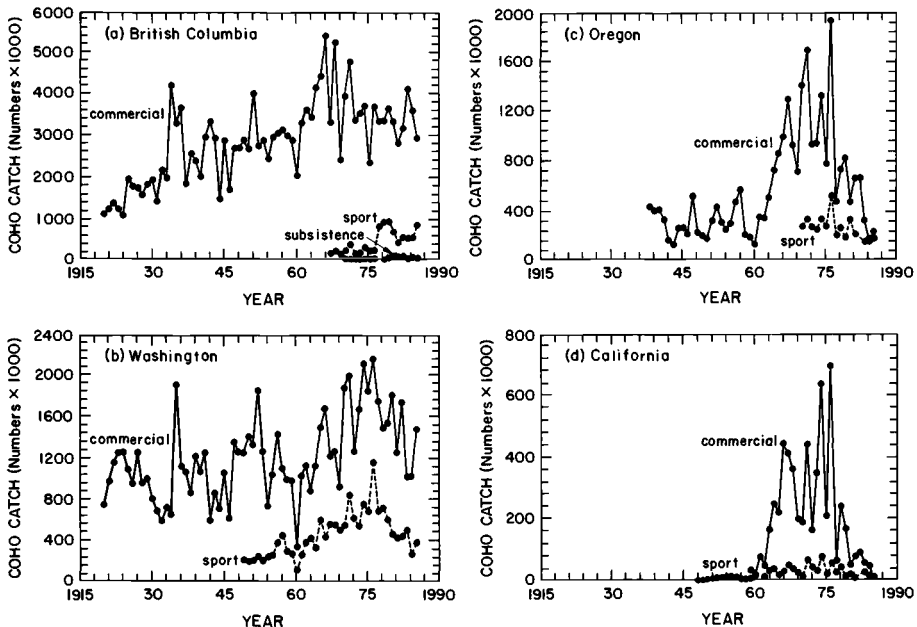 (a) British Columbia
COHO CATCH (Numbers × 1000)
6000
5000
4000
3000
2000
1000
0
commercial
sport
subsistence
1915 30 45 60 75 1990
YEAR
(c) Oregon
COHO CATCH (Numbers × 1000)
2000
1600
1200
800
400
0
commercial
sport
1915 30 45 60 75 1990
YEAR
(b) Washington
COHO CATCH (Numbers × 1000)
2400
2000
1600
1200
800
400
0
commercial
sport
1915 30 45 60 75 1990
YEAR
(d) California
COHO CATCH (Numbers × 1000)
800
600
400
200
0
commercial
sport
1915 30 45 60 75 1990
YEAR